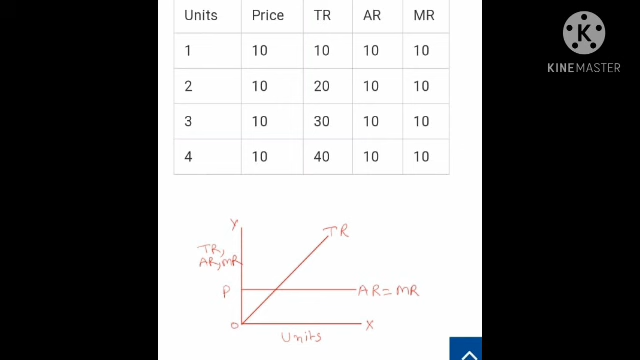 Units Price TR AR MR
1 10 10 10 10
2 10 20 10 10
3 10 30 10 10
4 10 40 10 10
K
KINEMASTER
Y
TR
TR,
AR,MR
P
AR=MR
O
X
Units